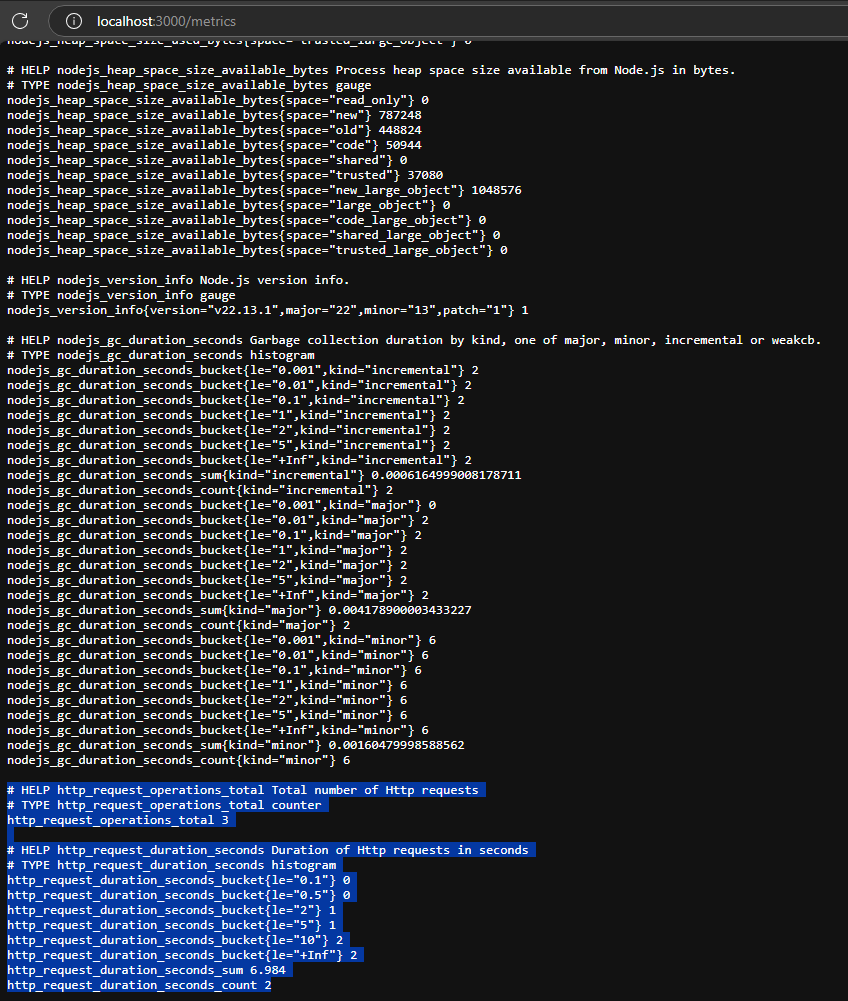 localhost:3000/metrics
nodejs_heap_space_size_used_bytes{space="trusted_large_object"} 0
# HELP nodejs_heap_space_size_available_bytes Process heap space size available from Node.js in bytes.
# TYPE nodejs_heap_space_size_available_bytes gauge
nodejs_heap_space_size_available_bytes{space="read_only"} 0
nodejs_heap_space_size_available_bytes{space="new"} 787248
nodejs_heap_space_size_available_bytes{space="old"} 448824
nodejs_heap_space_size_available_bytes{space="code"} 50944
nodejs_heap_space_size_available_bytes{space="shared"} 0
nodejs_heap_space_size_available_bytes{space="trusted"} 37080
nodejs_heap_space_size_available_bytes{space="new_large_object"} 1048576
nodejs_heap_space_size_available_bytes{space="large_object"} 0
nodejs_heap_space_size_available_bytes{space="code_large_object"} 0
nodejs_heap_space_size_available_bytes{space="shared_large_object"} 0
nodejs_heap_space_size_available_bytes{space="trusted_large_object"} 0
# HELP nodejs_version_info Node.js version info.
# TYPE nodejs_version_info gauge
nodejs_version_info{version="v22.13.1",major="22",minor="13",patch="1"} 1
# HELP nodejs_gc_duration_seconds Garbage collection duration by kind, one of major, minor, incremental or weakcb.
# TYPE nodejs_gc_duration_seconds histogram
nodejs_gc_duration_seconds_bucket{le="0.001",kind="incremental"} 2
nodejs_gc_duration_seconds_bucket{le="0.01",kind="incremental"} 2
nodejs_gc_duration_seconds_bucket{le="0.1",kind="incremental"} 2
nodejs_gc_duration_seconds_bucket{le="1",kind="incremental"} 2
nodejs_gc_duration_seconds_bucket{le="2",kind="incremental"} 2
nodejs_gc_duration_seconds_bucket{le="5",kind="incremental"} 2
nodejs_gc_duration_seconds_bucket{le="+Inf",kind="incremental"} 2
nodejs_gc_duration_seconds_sum{kind="incremental"} 0.0006164999008178711
nodejs_gc_duration_seconds_count{kind="incremental"} 2
nodejs_gc_duration_seconds_bucket{le="0.001",kind="major"} 0
nodejs_gc_duration_seconds_bucket{le="0.01",kind="major"} 2
nodejs_gc_duration_seconds_bucket{le="0.1",kind="major"} 2
nodejs_gc_duration_seconds_bucket{le="1",kind="major"} 2
nodejs_gc_duration_seconds_bucket{le="2",kind="major"} 2
nodejs_gc_duration_seconds_bucket{le="5",kind="major"} 2
nodejs_gc_duration_seconds_bucket{le="+Inf",kind="major"} 2
nodejs_gc_duration_seconds_sum{kind="major"} 0.004178900003433227
nodejs_gc_duration_seconds_count{kind="major"} 2
nodejs_gc_duration_seconds_bucket{le="0.001",kind="minor"} 6
nodejs_gc_duration_seconds_bucket{le="0.01",kind="minor"} 6
nodejs_gc_duration_seconds_bucket{le="0.1",kind="minor"} 6
nodejs_gc_duration_seconds_bucket{le="1",kind="minor"} 6
nodejs_gc_duration_seconds_bucket{le="2",kind="minor"} 6
nodejs_gc_duration_seconds_bucket{le="5",kind="minor"} 6
nodejs_gc_duration_seconds_bucket{le="+Inf",kind="minor"} 6
nodejs_gc_duration_seconds_sum{kind="minor"} 0.00160479998588562
nodejs_gc_duration_seconds_count{kind="minor"} 6
# HELP http_request_operations_total Total number of Http requests
# TYPE http_request_operations_total counter
http_request_operations_total 3
# HELP http_request_duration_seconds Duration of Http requests in seconds
# TYPE http_request_duration_seconds histogram
http_request_duration_seconds_bucket{le="0.1"} 0
http_request_duration_seconds_bucket{le="0.5"} 0
http_request_duration_seconds_bucket{le="2"} 1
http_request_duration_seconds_bucket{le="5"} 1
http_request_duration_seconds_bucket{le="10"} 2
http_request_duration_seconds_bucket{le="+Inf"} 2
http_request_duration_seconds_sum 6.984
http_request_duration_seconds_count 2